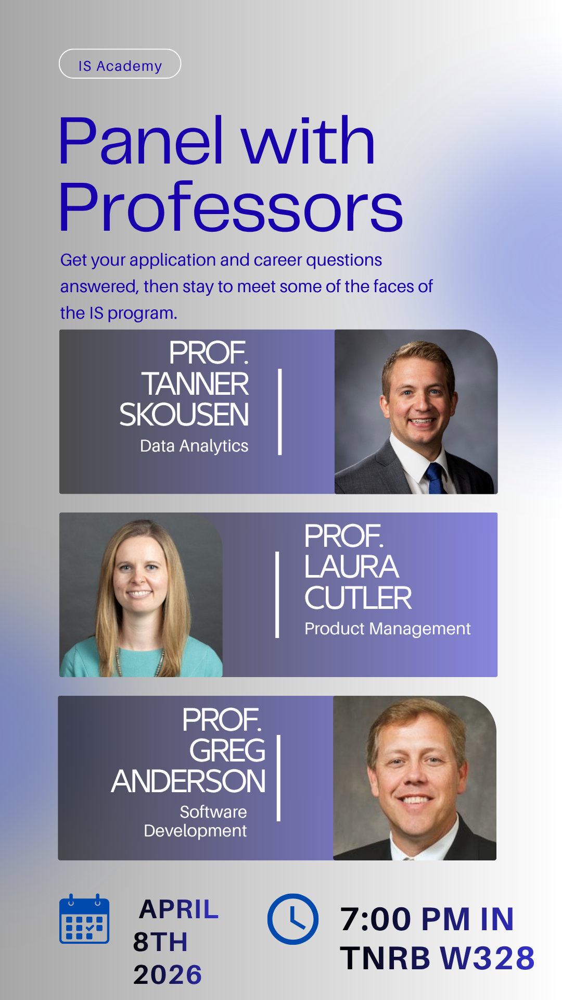 IS Academy
Panel with
Professors
Get your application and career questions
answered, then stay to meet some of the faces of
the IS program.
PROF.
TANNER
SKOUSEN
Data Analytics
PROF.
LAURA
CUTLER
Product Management
PROF.
GREG
ANDERSON
Software
Development
APRIL
8TH
2026
7:00 PM IN
TNRB W328